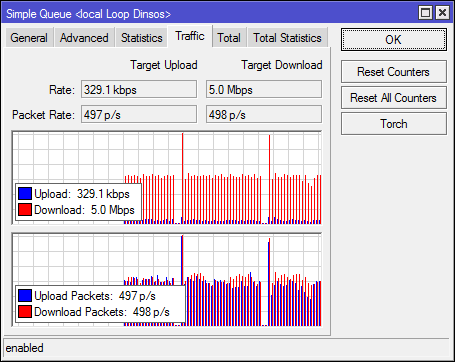 Simple Queue <local Loop Dinsos>
General Advanced Statistics Traffic Total Total Statistics
OK
Reset Counters
Reset All Counters
Torch
Target Upload Target Download
Rate: 329.1 kbps 5.0 Mbps
Packet Rate: 497 p/s 498 p/s
Upload: 329.1 kbps
Download: 5.0 Mbps
Upload Packets: 497 p/s
Download Packets: 498 p/s
enabled